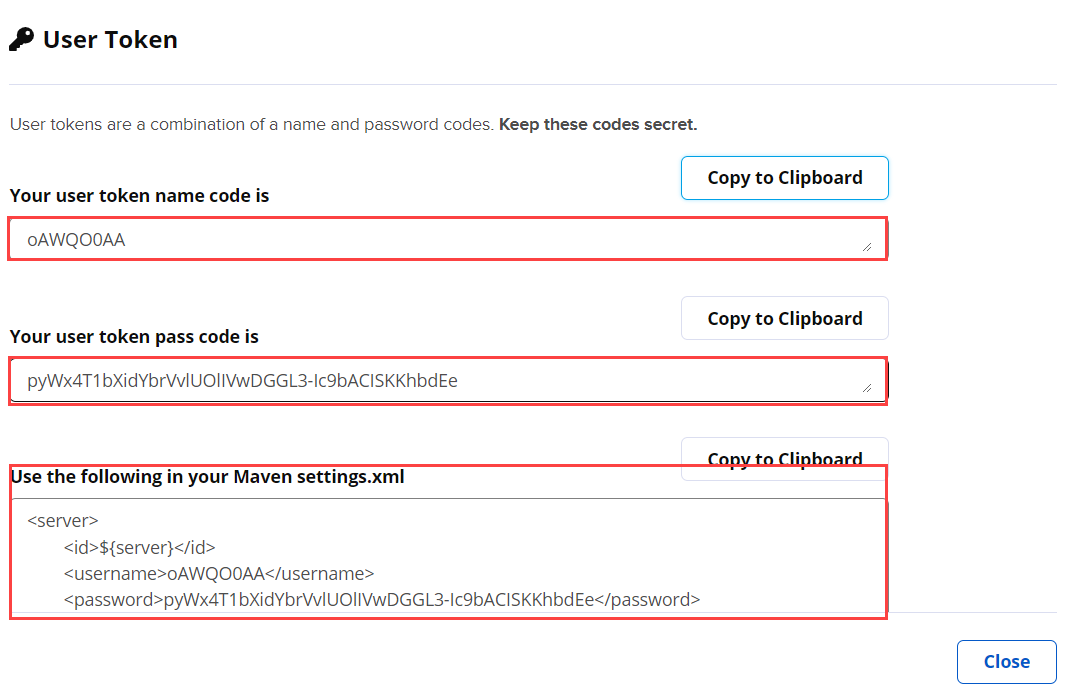 User Token
User tokens are a combination of a name and password codes. Keep these codes secret.
Copy to Clipboard
Your user token name code is
oAWQO0AA
Copy to Clipboard
Your user token pass code is
pyWx4T1bXidYbrVvlUOlIVwDGGL3-Ic9bACISKKhbdEe
Copy to Clipboard
Use the following in your Maven settings.xml
<server>
<id>${server}</id>
<username>oAWQO0AA</username>
<password>pyWx4T1bXidYbrVvlUOlIVwDGGL3-Ic9bACISKKhbdEe</password>
Close